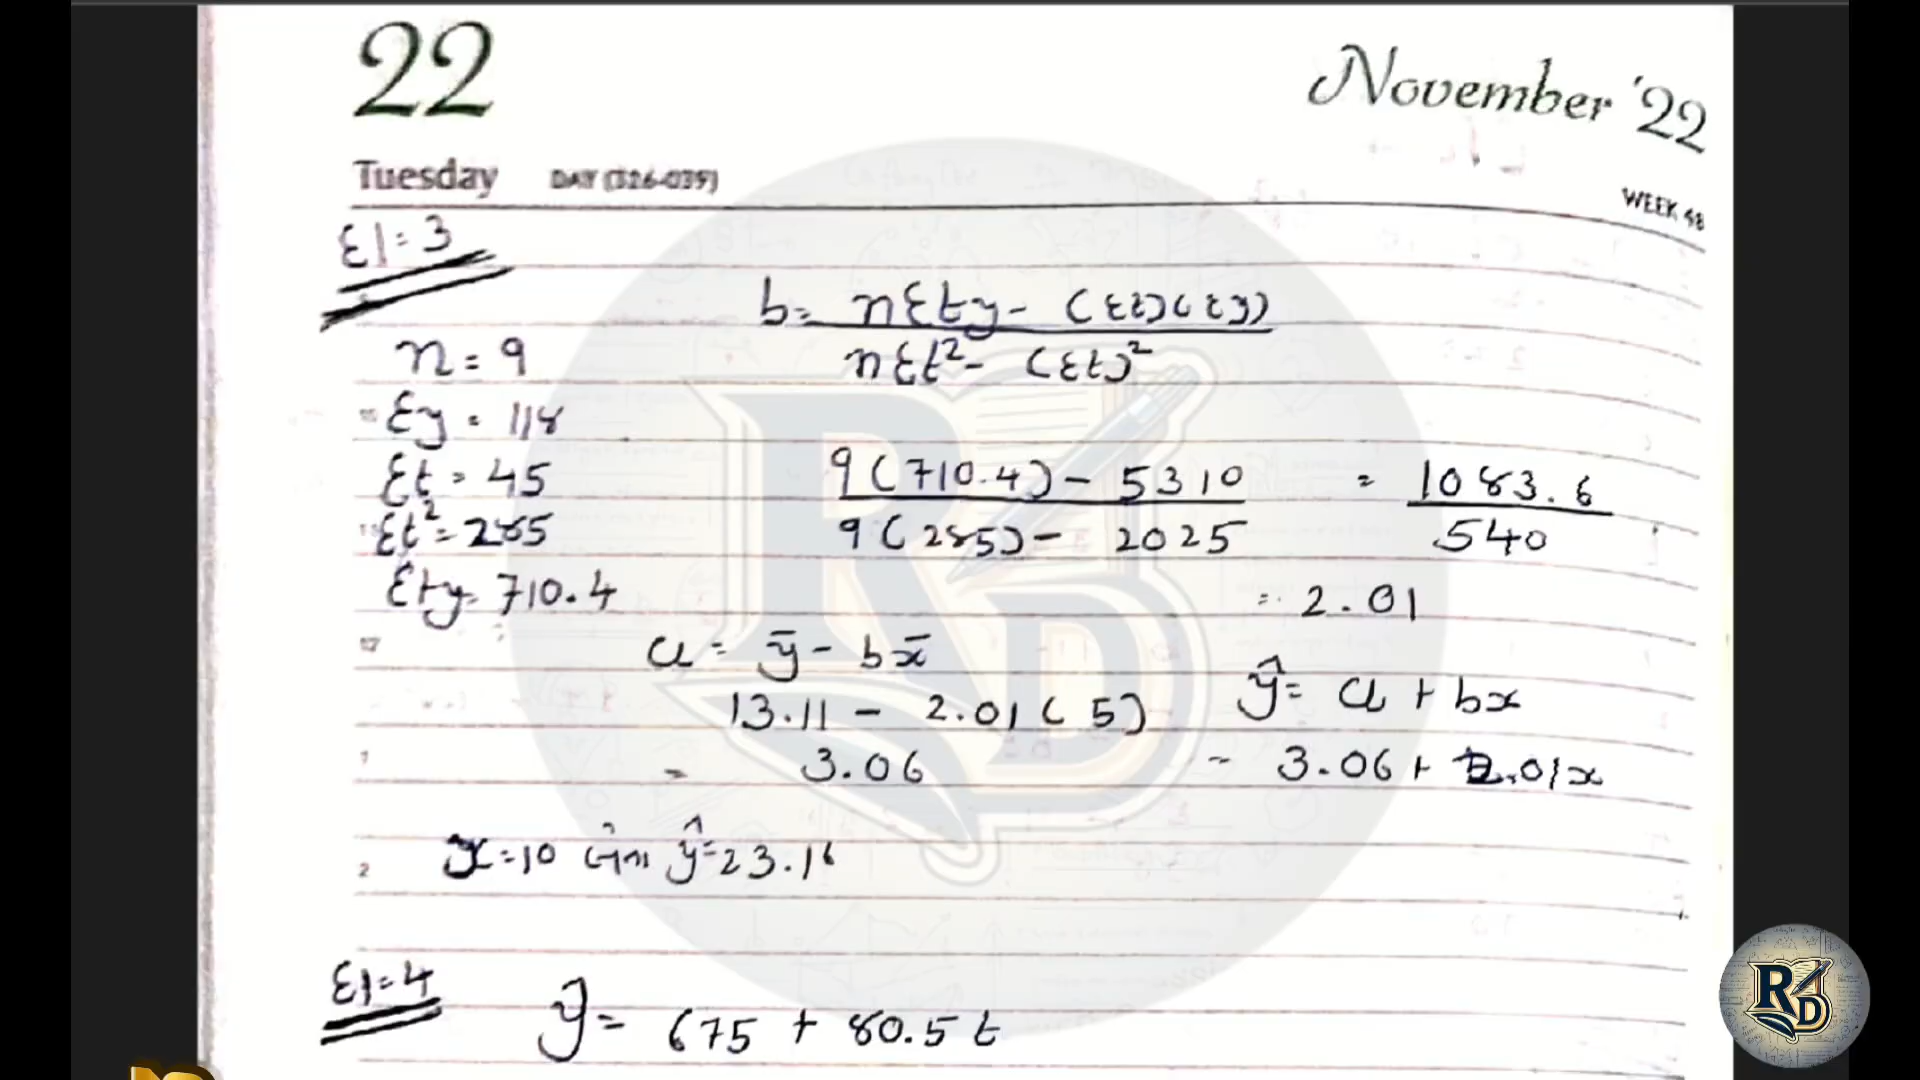 22
November '22
Tuesday DAY (326-039)
WEEK 48
દા = 3
b = nΣty - (Σt)(Σy)
nΣt² - (Σt)²
n = 9
Σy = 118
Σt = 45
Σt² = 285
Σty = 710.4
9(710.4) - 5310 = 1083.6
9(285) - 2025 540
= 2.01
a = ȳ - bx̄
13.11 - 2.01(5)
= 3.06
ŷ = a + bx
= 3.06 + 2.01x
x = 10 ŷ = 23.16
દા = 4
ŷ = 675 + 80.5t
RD
RD